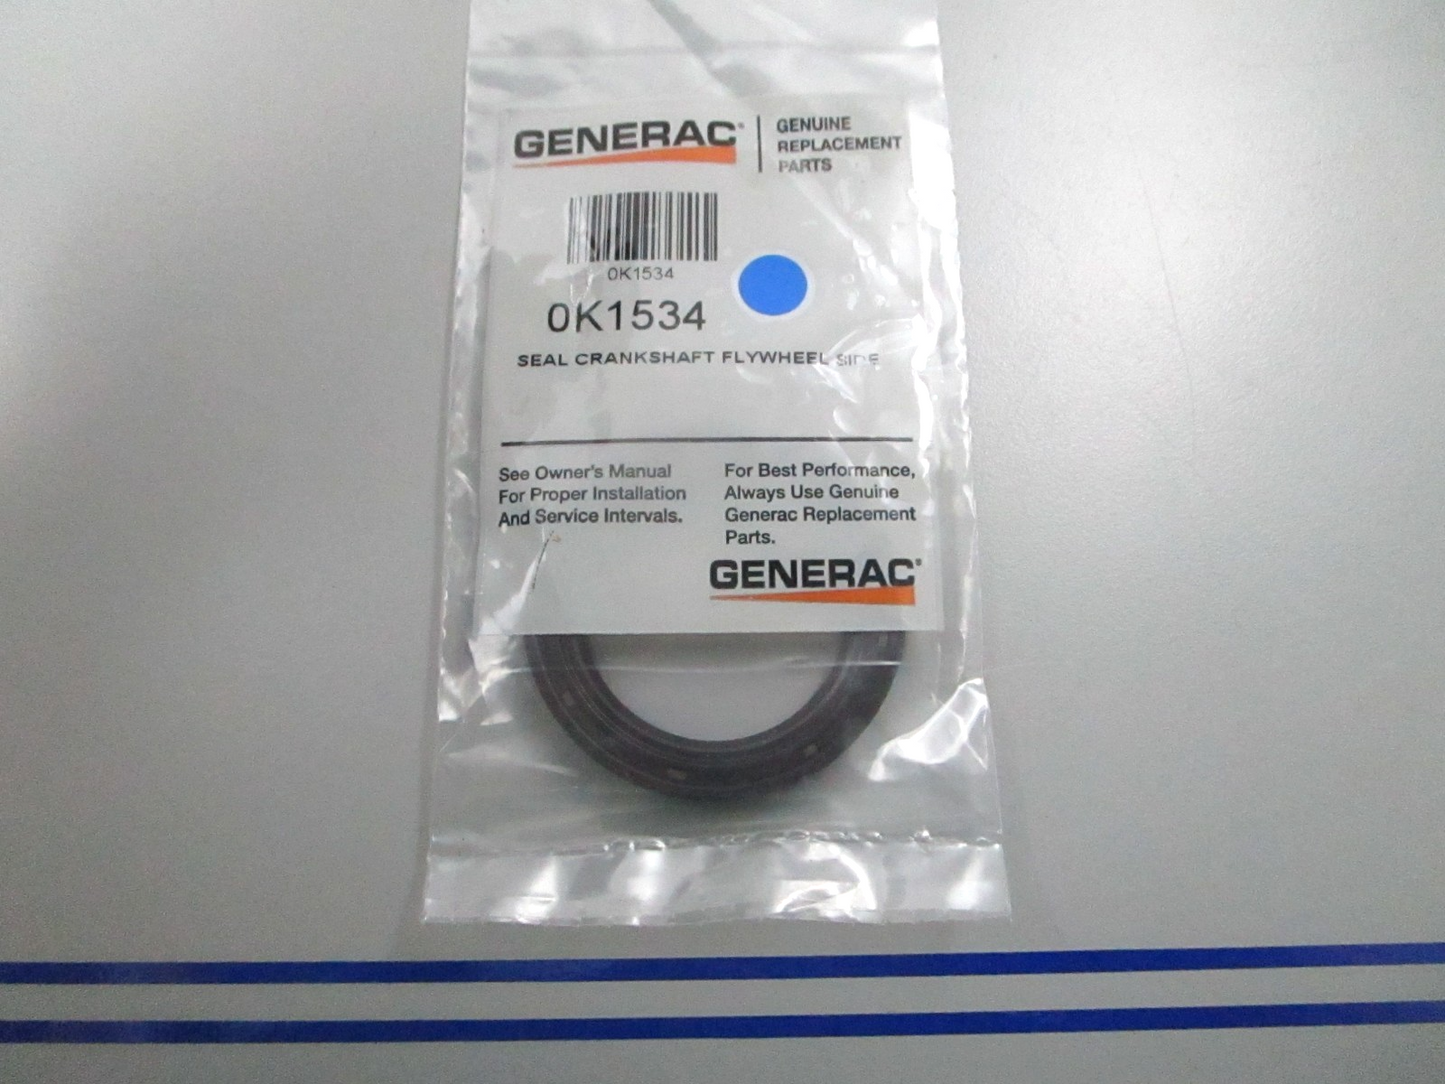 GENERAC®
GENUINE
REPLACEMENT
PARTS
0K1534
0K1534
SEAL CRANKSHAFT FLYWHEEL SIDE
See Owner's Manual
For Proper Installation
And Service Intervals.
For Best Performance,
Always Use Genuine
Generac Replacement
Parts.
GENERAC®